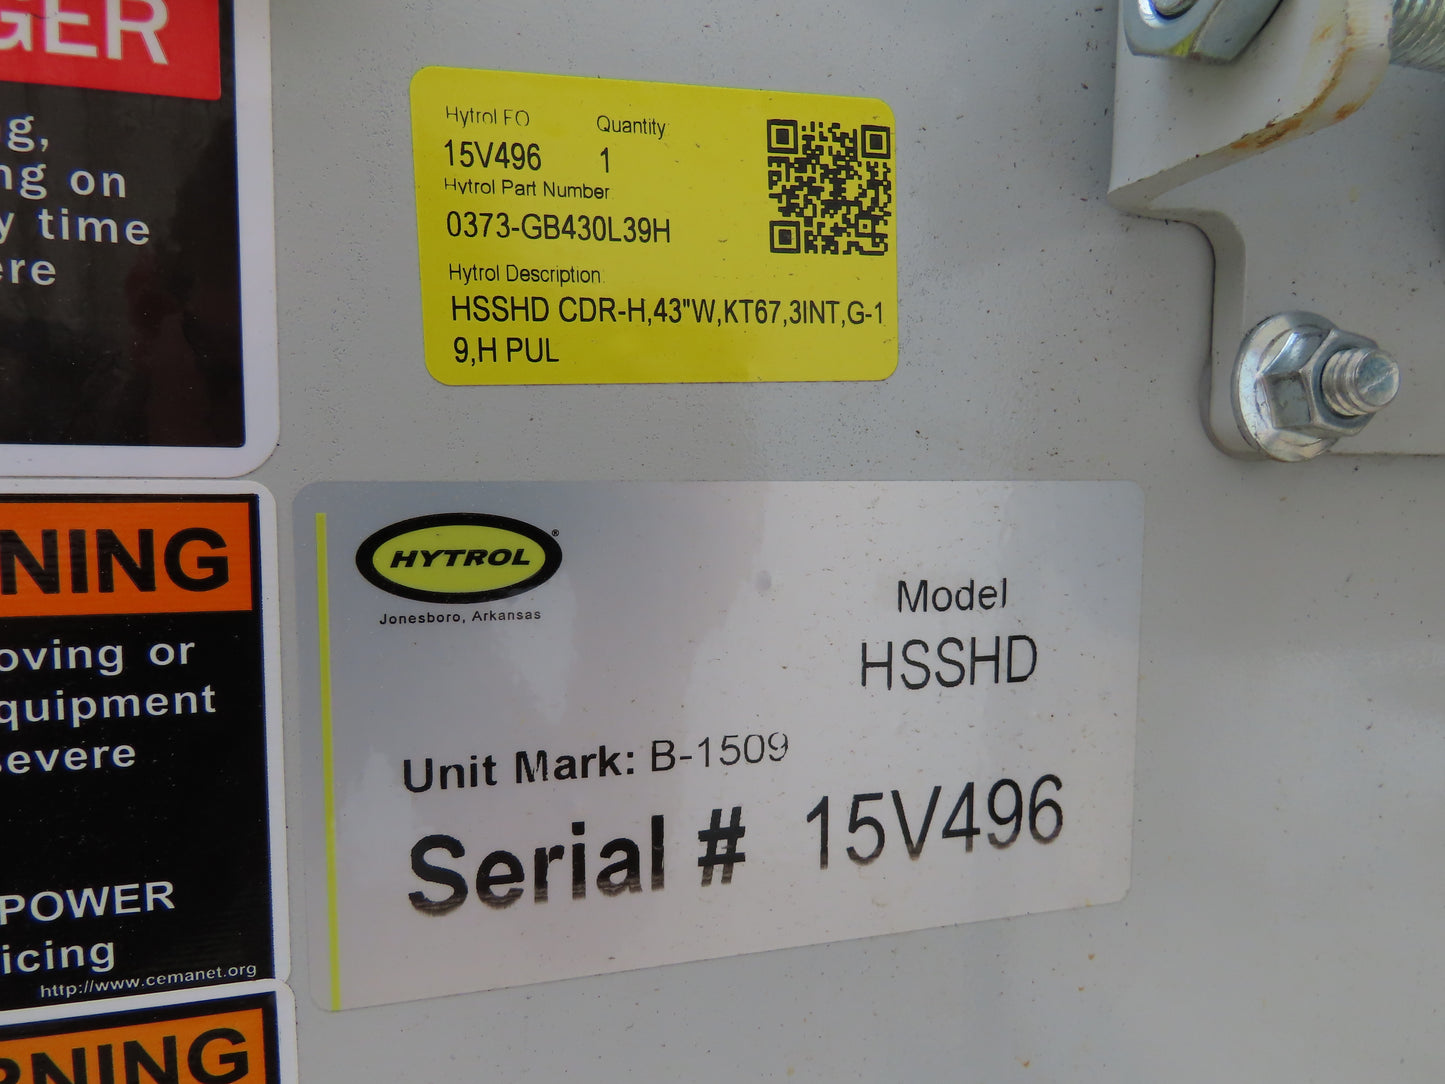 Hytrol FO Quantity
15V496 1
Hytrol Part Number
0373-GB430L39H
Hytrol Description
HSSHD CDR-H,43"W,KT67,3INT,G-1
9,H PUL
HYTROL®
Jonesboro, Arkansas
Model
HSSHD
Unit Mark: B-1509
Serial # 15V496
GER
g,
ng on
y time
ere
NING
oving or
quipment
severe
POWER
icing
http://www.cemanet.org
RNING